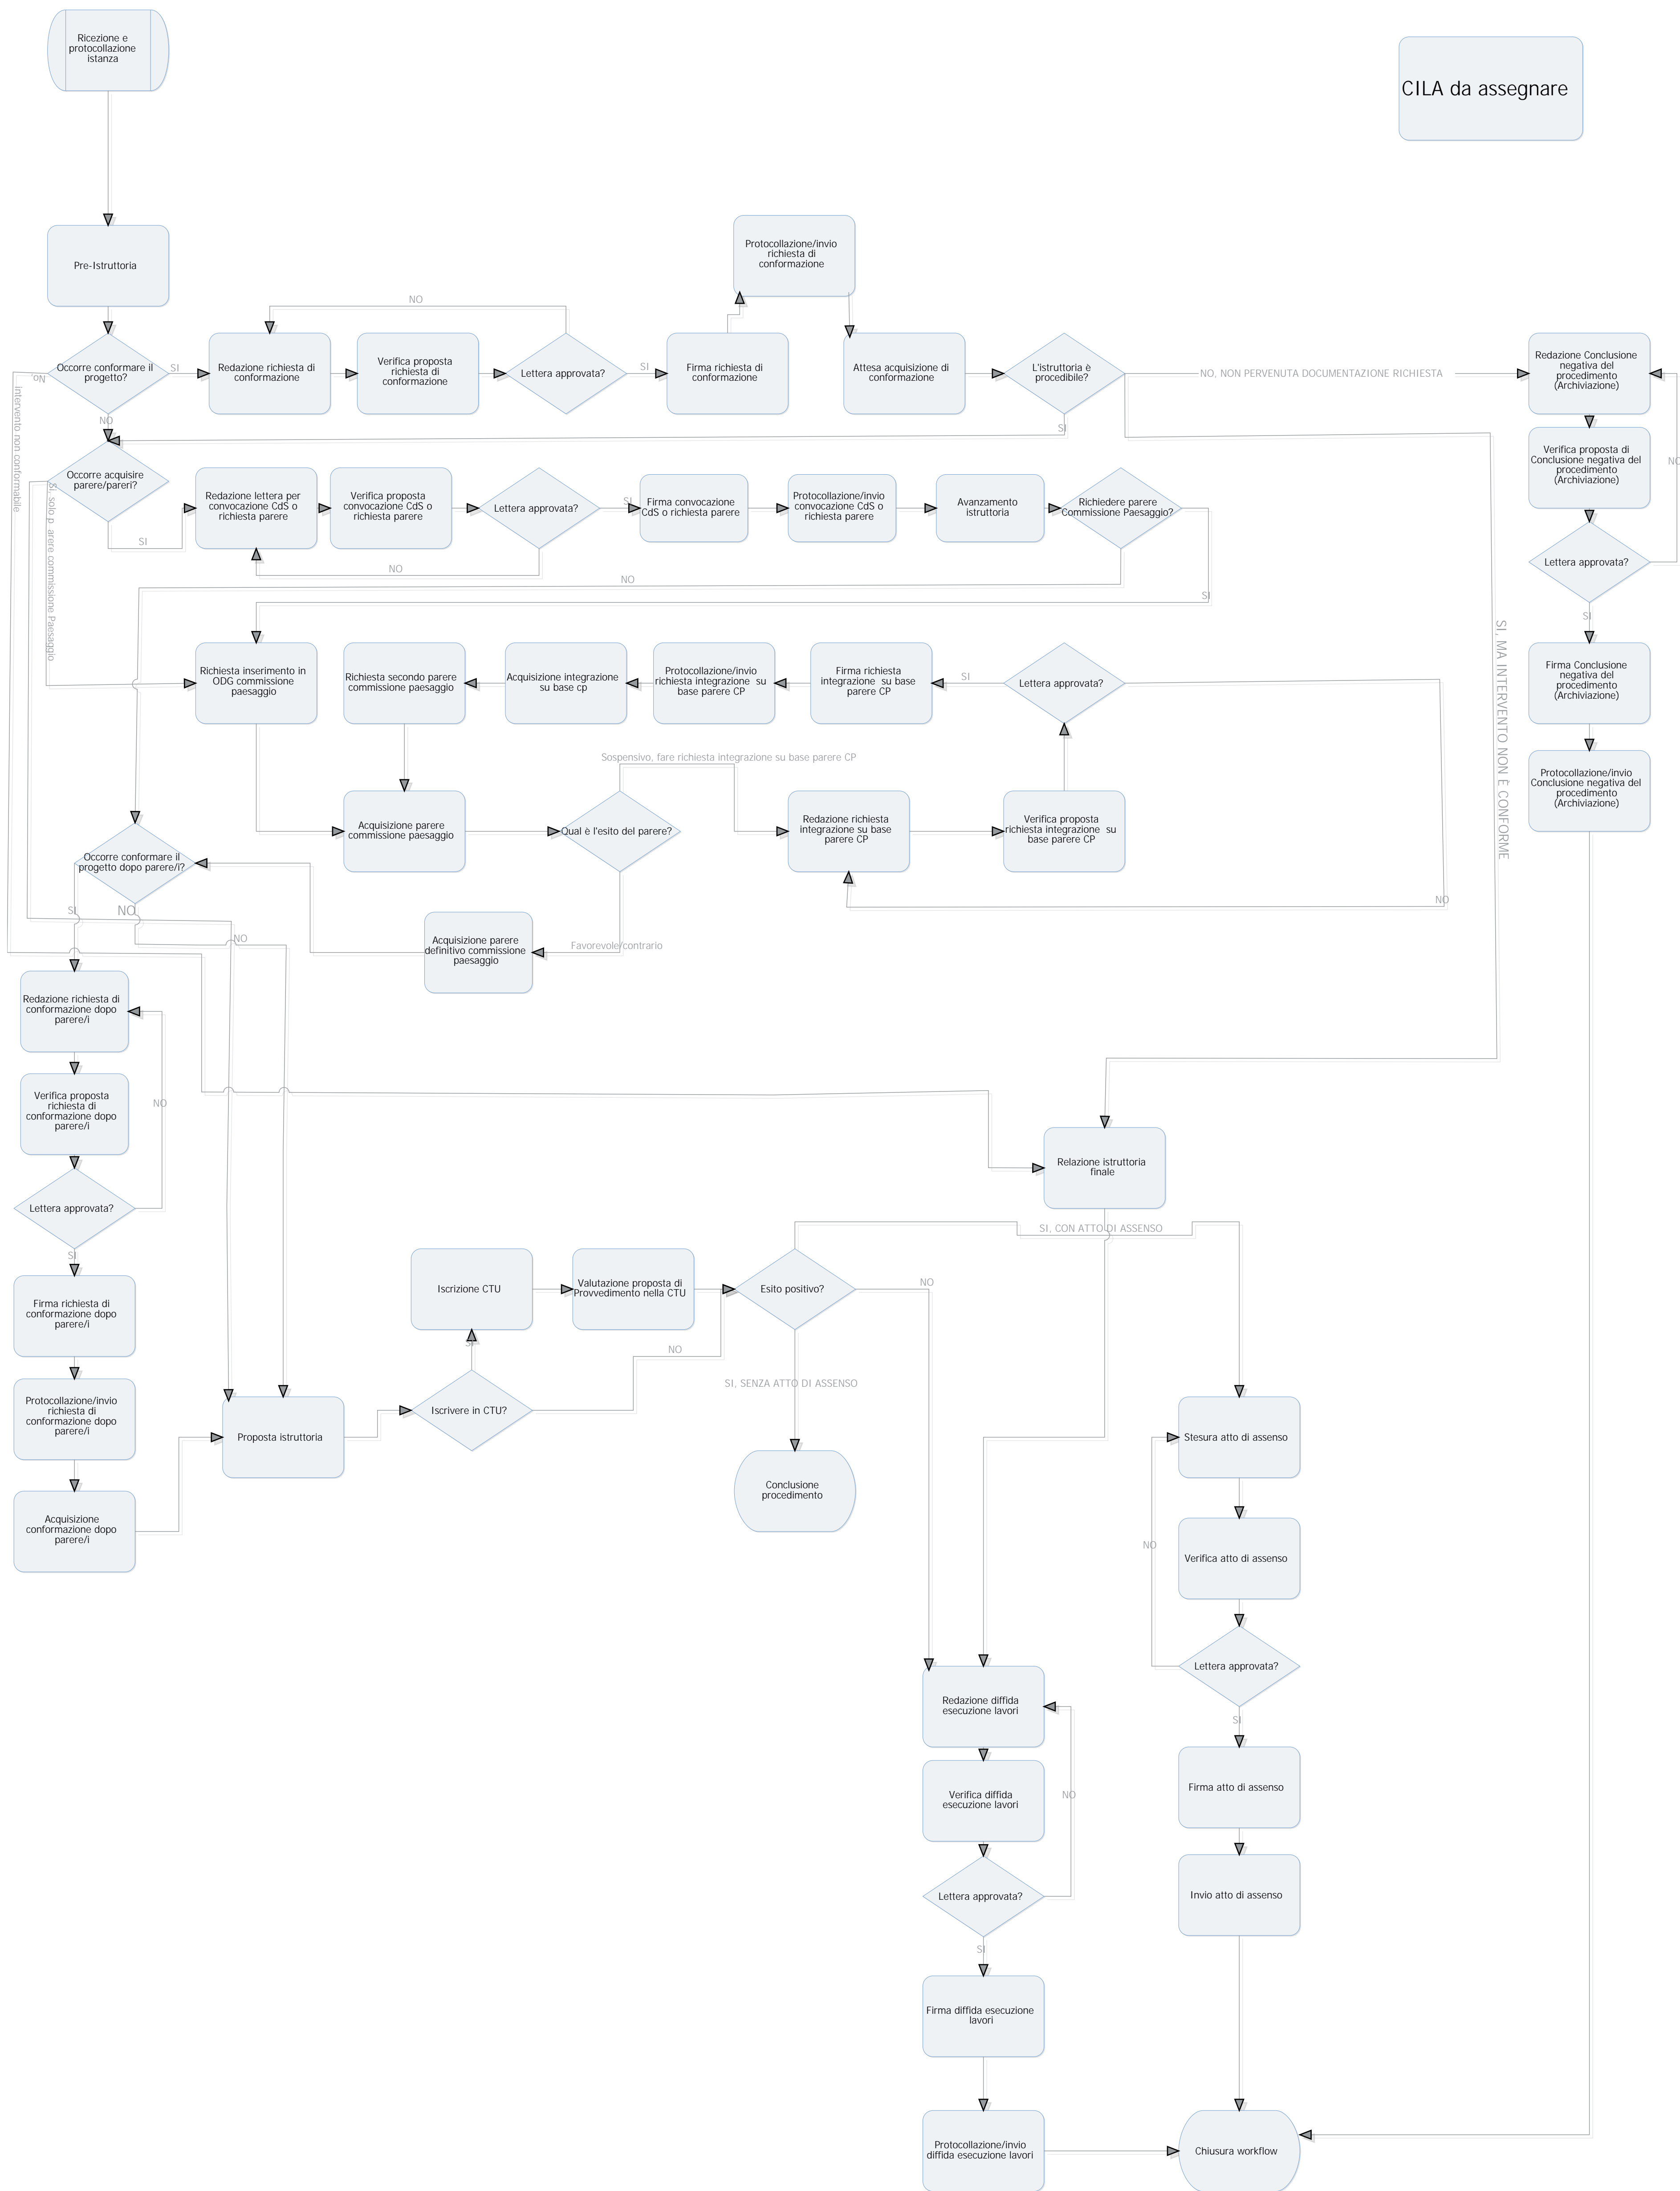 Ricezione e
protocollazione
istanza
CILA da assegnare
Pre-Istruttoria
Protocollazione/invio
richiesta di
conformazione
NO
Occorre conformare il
progetto?
SI
Redazione richiesta di
conformazione
Verifica proposta
richiesta di
conformazione
Lettera approvata?
SI
Firma richiesta di
conformazione
Attesa acquisizione di
conformazione
L'istruttoria è
procedibile?
NO, NON PERVENUTA DOCUMENTAZIONE RICHIESTA
Redazione Conclusione
negativa del
procedimento
(Archiviazione)
No,
Intervento non conformabile
NO
SI
Occorre acquisire
parere/pareri?
SI
Si, solo p. arere commissione Paesaggio
Redazione lettera per
convocazione CdS o
richiesta parere
Verifica proposta
convocazione CdS o
richiesta parere
Lettera approvata?
SI
Firma convocazione
CdS o richiesta parere
Protocollazione/invio
convocazione CdS o
richiesta parere
Avanzamento
istruttoria
Richiedere parere
Commissione Paesaggio?
NO
NO
SI
Verifica proposta di
Conclusione negativa del
procedimento
(Archiviazione)
NO
Lettera approvata?
SI
Firma Conclusione
negativa del
procedimento
(Archiviazione)
Protocollazione/invio
Conclusione negativa del
procedimento
(Archiviazione)
SI, MA INTERVENTO NON È CONFORME
Richiesta inserimento in
ODG commissione
paesaggio
Richiesta secondo parere
commissione paesaggio
Acquisizione integrazione
su base cp
Protocollazione/invio
richiesta integrazione su
base parere CP
Firma richiesta
integrazione su base
parere CP
SI
Lettera approvata?
Sospensivo, fare richiesta integrazione su base parere CP
Acquisizione parere
commissione paesaggio
Qual è l'esito del parere?
Redazione richiesta
integrazione su base
parere CP
Verifica proposta
richiesta integrazione su
base parere CP
NO
Occorre conformare il
progetto dopo parere/i?
SI
NO
NO
Acquisizione parere
definitivo commissione
paesaggio
Favorevole/contrario
Redazione richiesta di
conformazione dopo
parere/i
Verifica proposta
richiesta di
conformazione dopo
parere/i
NO
Lettera approvata?
SI
Firma richiesta di
conformazione dopo
parere/i
Protocollazione/invio
richiesta di
conformazione dopo
parere/i
Acquisizione
conformazione dopo
parere/i
Relazione istruttoria
finale
SI, CON ATTO DI ASSENSO
Iscrizione CTU
Valutazione proposta di
Provvedimento nella CTU
Esito positivo?
NO
SI
NO
SI, SENZA ATTO DI ASSENSO
Proposta istruttoria
Iscrivere in CTU?
Conclusione
procedimento
Stesura atto di assenso
NO
Verifica atto di assenso
Lettera approvata?
SI
Firma atto di assenso
Invio atto di assenso
Redazione diffida
esecuzione lavori
Verifica diffida
esecuzione lavori
NO
Lettera approvata?
SI
Firma diffida esecuzione
lavori
Protocollazione/invio
diffida esecuzione lavori
Chiusura workflow